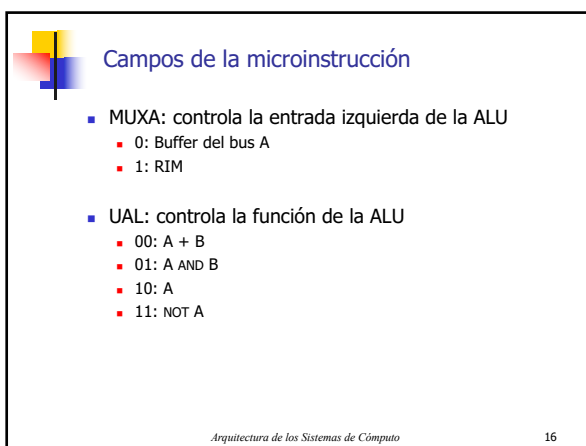 Campos de la microinstrucción
MUXA: controla la entrada izquierda de la ALU
0: Buffer del bus A
1: RIM
UAL: controla la función de la ALU
00: A + B
01: A AND B
10: A
11: NOT A
Arquitectura de los Sistemas de Cómputo 16